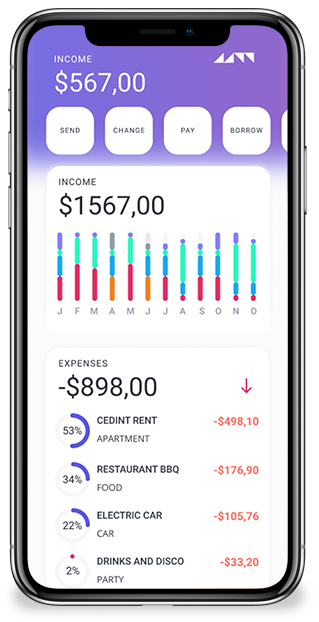 INCOME
$567,00
SEND CHANGE PAY BORROW
INCOME
$1567,00
J F M A M J J A S O N D
EXPENSES
-$898,00
53% CEDINT RENT -$498,10
APARTMENT
34% RESTAURANT BBQ -$176,90
FOOD
22% ELECTRIC CAR -$105,76
CAR
2% DRINKS AND DISCO -$33,20
PARTY